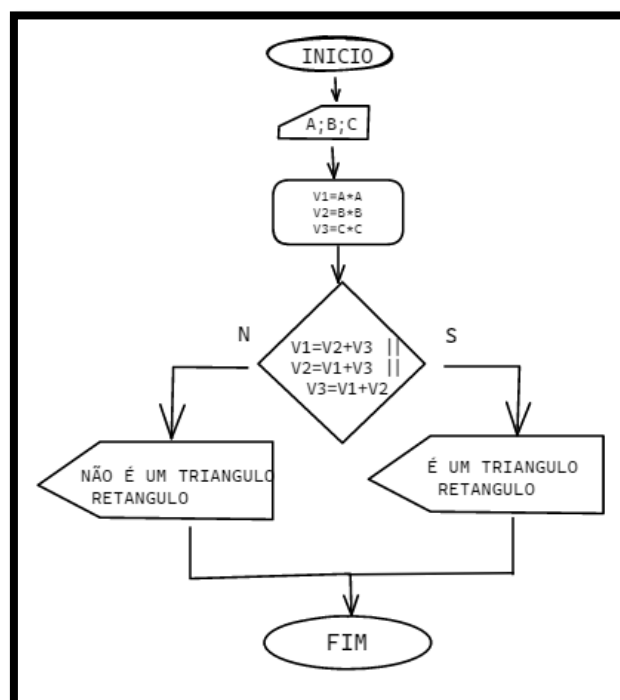 INICIO
A;B;C
V1=A*A
V2=B*B
V3=C*C
N
S
V1=V2+V3 ||
V2=V1+V3 ||
V3=V1+V2
NÃO É UM TRIANGULO
RETANGULO
É UM TRIANGULO
RETANGULO
FIM